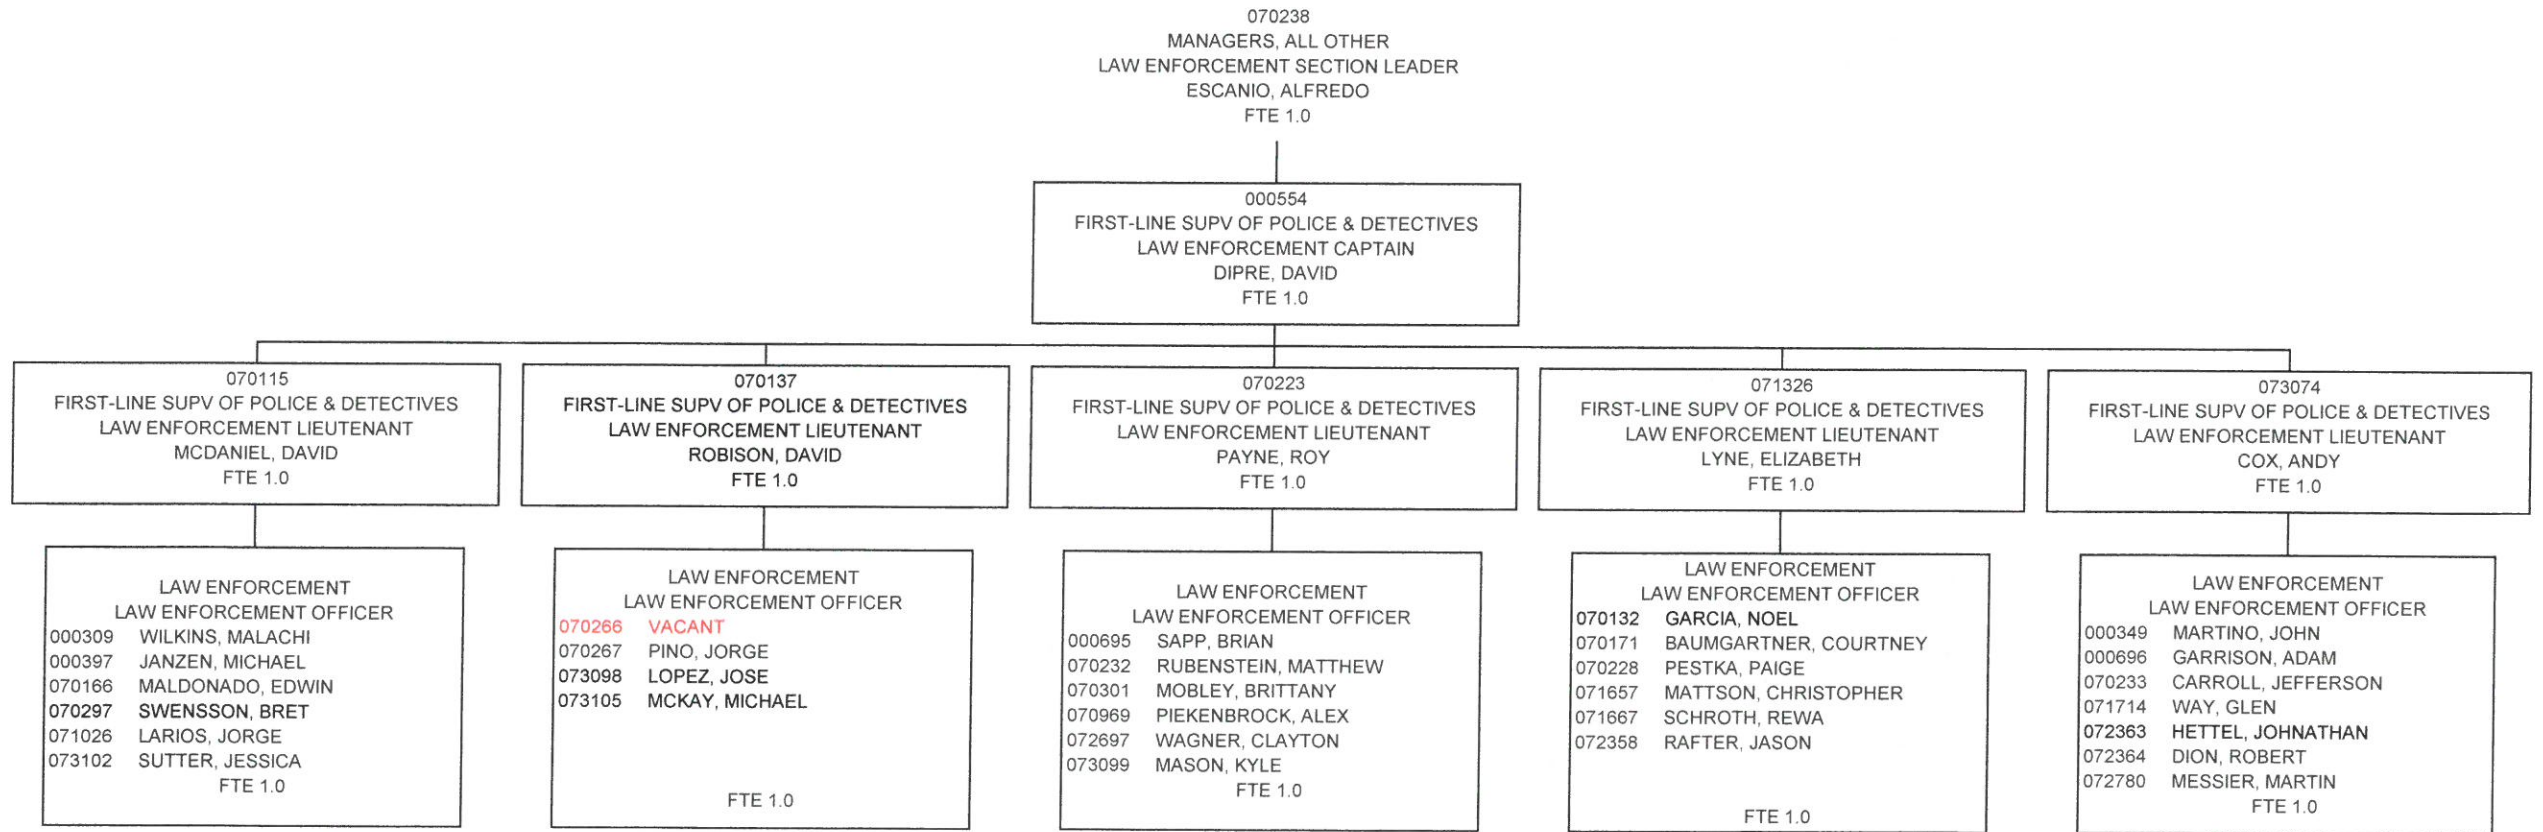 070238
MANAGERS, ALL OTHER
LAW ENFORCEMENT SECTION LEADER
ESCANIO, ALFREDO
FTE 1.0
000554
FIRST-LINE SUPV OF POLICE & DETECTIVES
LAW ENFORCEMENT CAPTAIN
DIPRE, DAVID
FTE 1.0
070115
FIRST-LINE SUPV OF POLICE & DETECTIVES
LAW ENFORCEMENT LIEUTENANT
MCDANIEL, DAVID
FTE 1.0
070137
FIRST-LINE SUPV OF POLICE & DETECTIVES
LAW ENFORCEMENT LIEUTENANT
ROBISON, DAVID
FTE 1.0
070223
FIRST-LINE SUPV OF POLICE & DETECTIVES
LAW ENFORCEMENT LIEUTENANT
PAYNE, ROY
FTE 1.0
071326
FIRST-LINE SUPV OF POLICE & DETECTIVES
LAW ENFORCEMENT LIEUTENANT
LYNE, ELIZABETH
FTE 1.0
073074
FIRST-LINE SUPV OF POLICE & DETECTIVES
LAW ENFORCEMENT LIEUTENANT
COX, ANDY
FTE 1.0
LAW ENFORCEMENT
LAW ENFORCEMENT OFFICER
000309 WILKINS, MALACHI
000397 JANZEN, MICHAEL
070166 MALDONADO, EDWIN
070297 SWENSSON, BRET
071026 LARIOS, JORGE
073102 SUTTER, JESSICA
FTE 1.0
LAW ENFORCEMENT
LAW ENFORCEMENT OFFICER
070266 VACANT
070267 PINO, JORGE
073098 LOPEZ, JOSE
073105 MCKAY, MICHAEL
FTE 1.0
LAW ENFORCEMENT
LAW ENFORCEMENT OFFICER
000695 SAPP, BRIAN
070232 RUBENSTEIN, MATTHEW
070301 MOBLEY, BRITTANY
070969 PIEKENBROCK, ALEX
072697 WAGNER, CLAYTON
073099 MASON, KYLE
FTE 1.0
LAW ENFORCEMENT
LAW ENFORCEMENT OFFICER
070132 GARCIA, NOEL
070171 BAUMGARTNER, COURTNEY
070228 PESTKA, PAIGE
071657 MATTSON, CHRISTOPHER
071667 SCHROTH, REWA
072358 RAFTER, JASON
FTE 1.0
LAW ENFORCEMENT
LAW ENFORCEMENT OFFICER
000349 MARTINO, JOHN
000696 GARRISON, ADAM
070233 CARROLL, JEFFERSON
071714 WAY, GLEN
072363 HETTEL, JOHNATHAN
072364 DION, ROBERT
072780 MESSIER, MARTIN
FTE 1.0